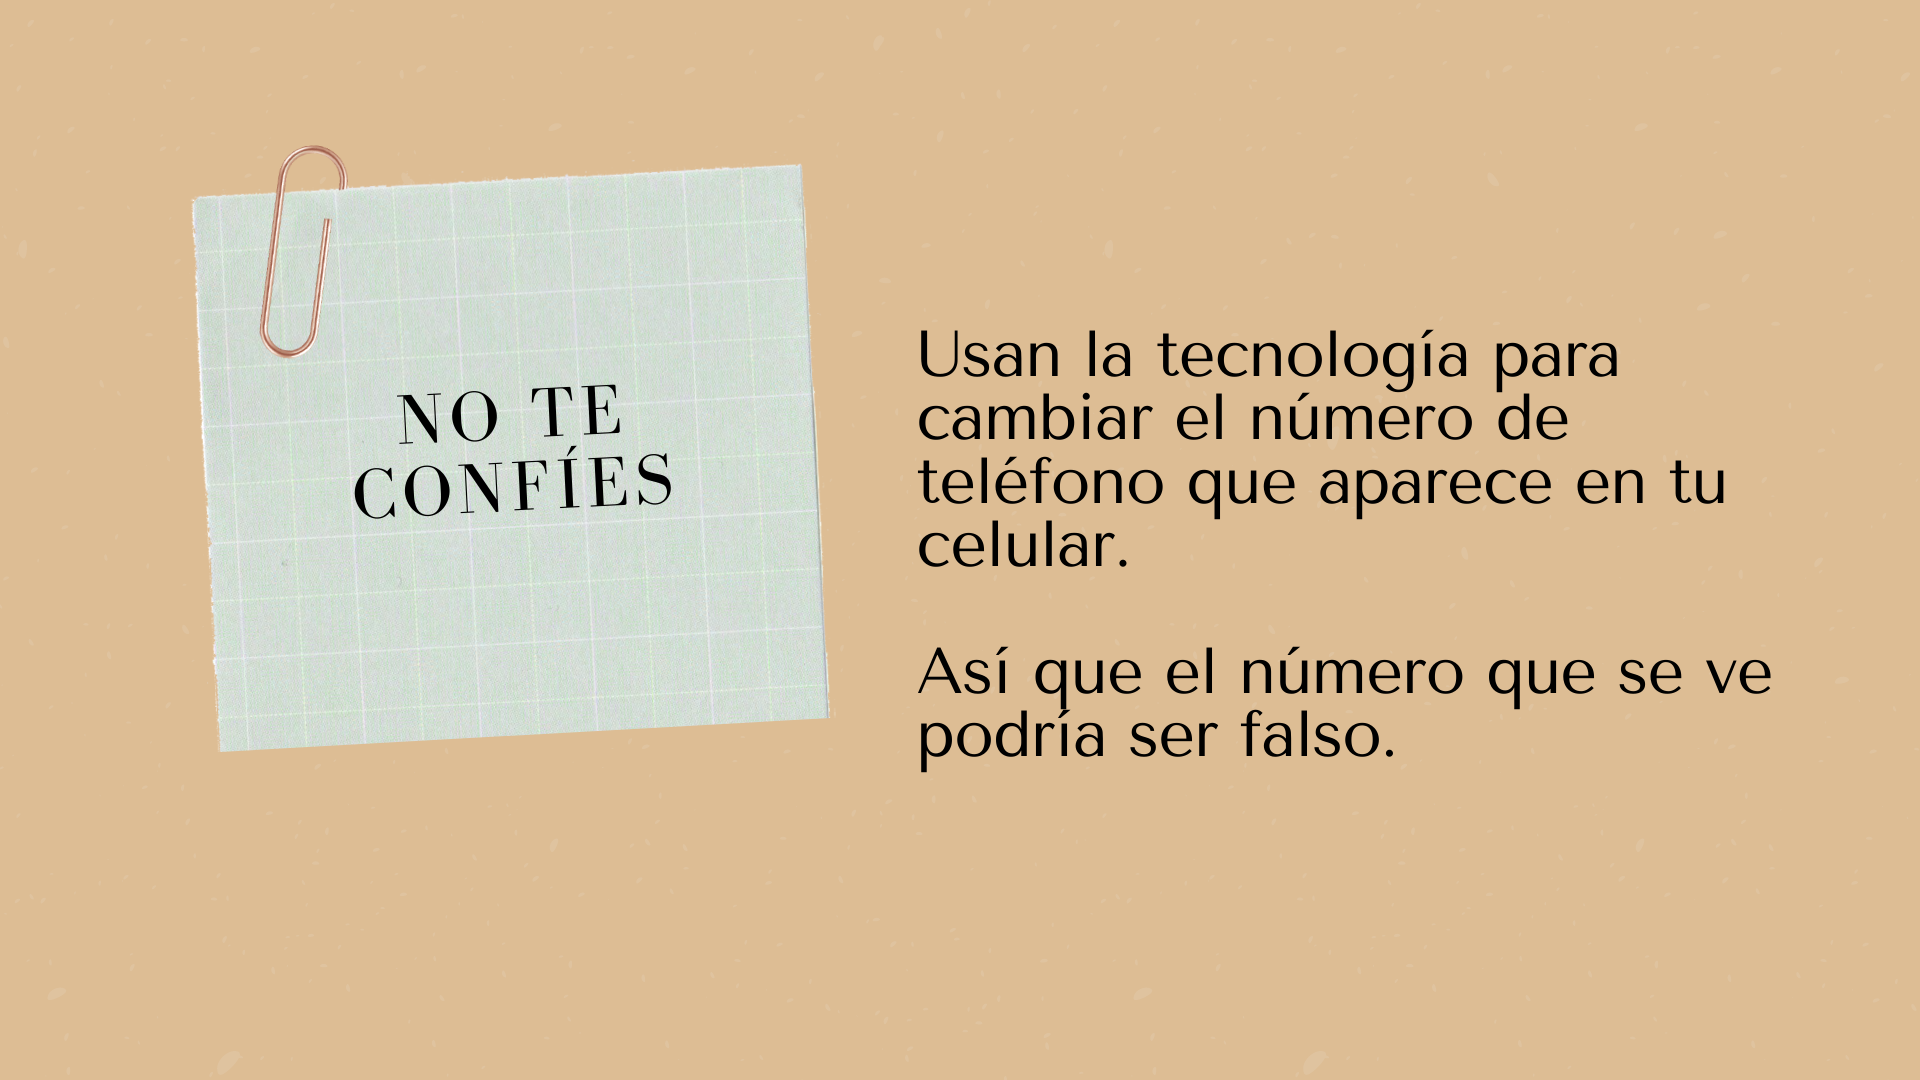 NO TE
CONFÍES
Usan la tecnología para
cambiar el número de
teléfono que aparece en tu
celular.
Así que el número que se ve
podría ser falso.